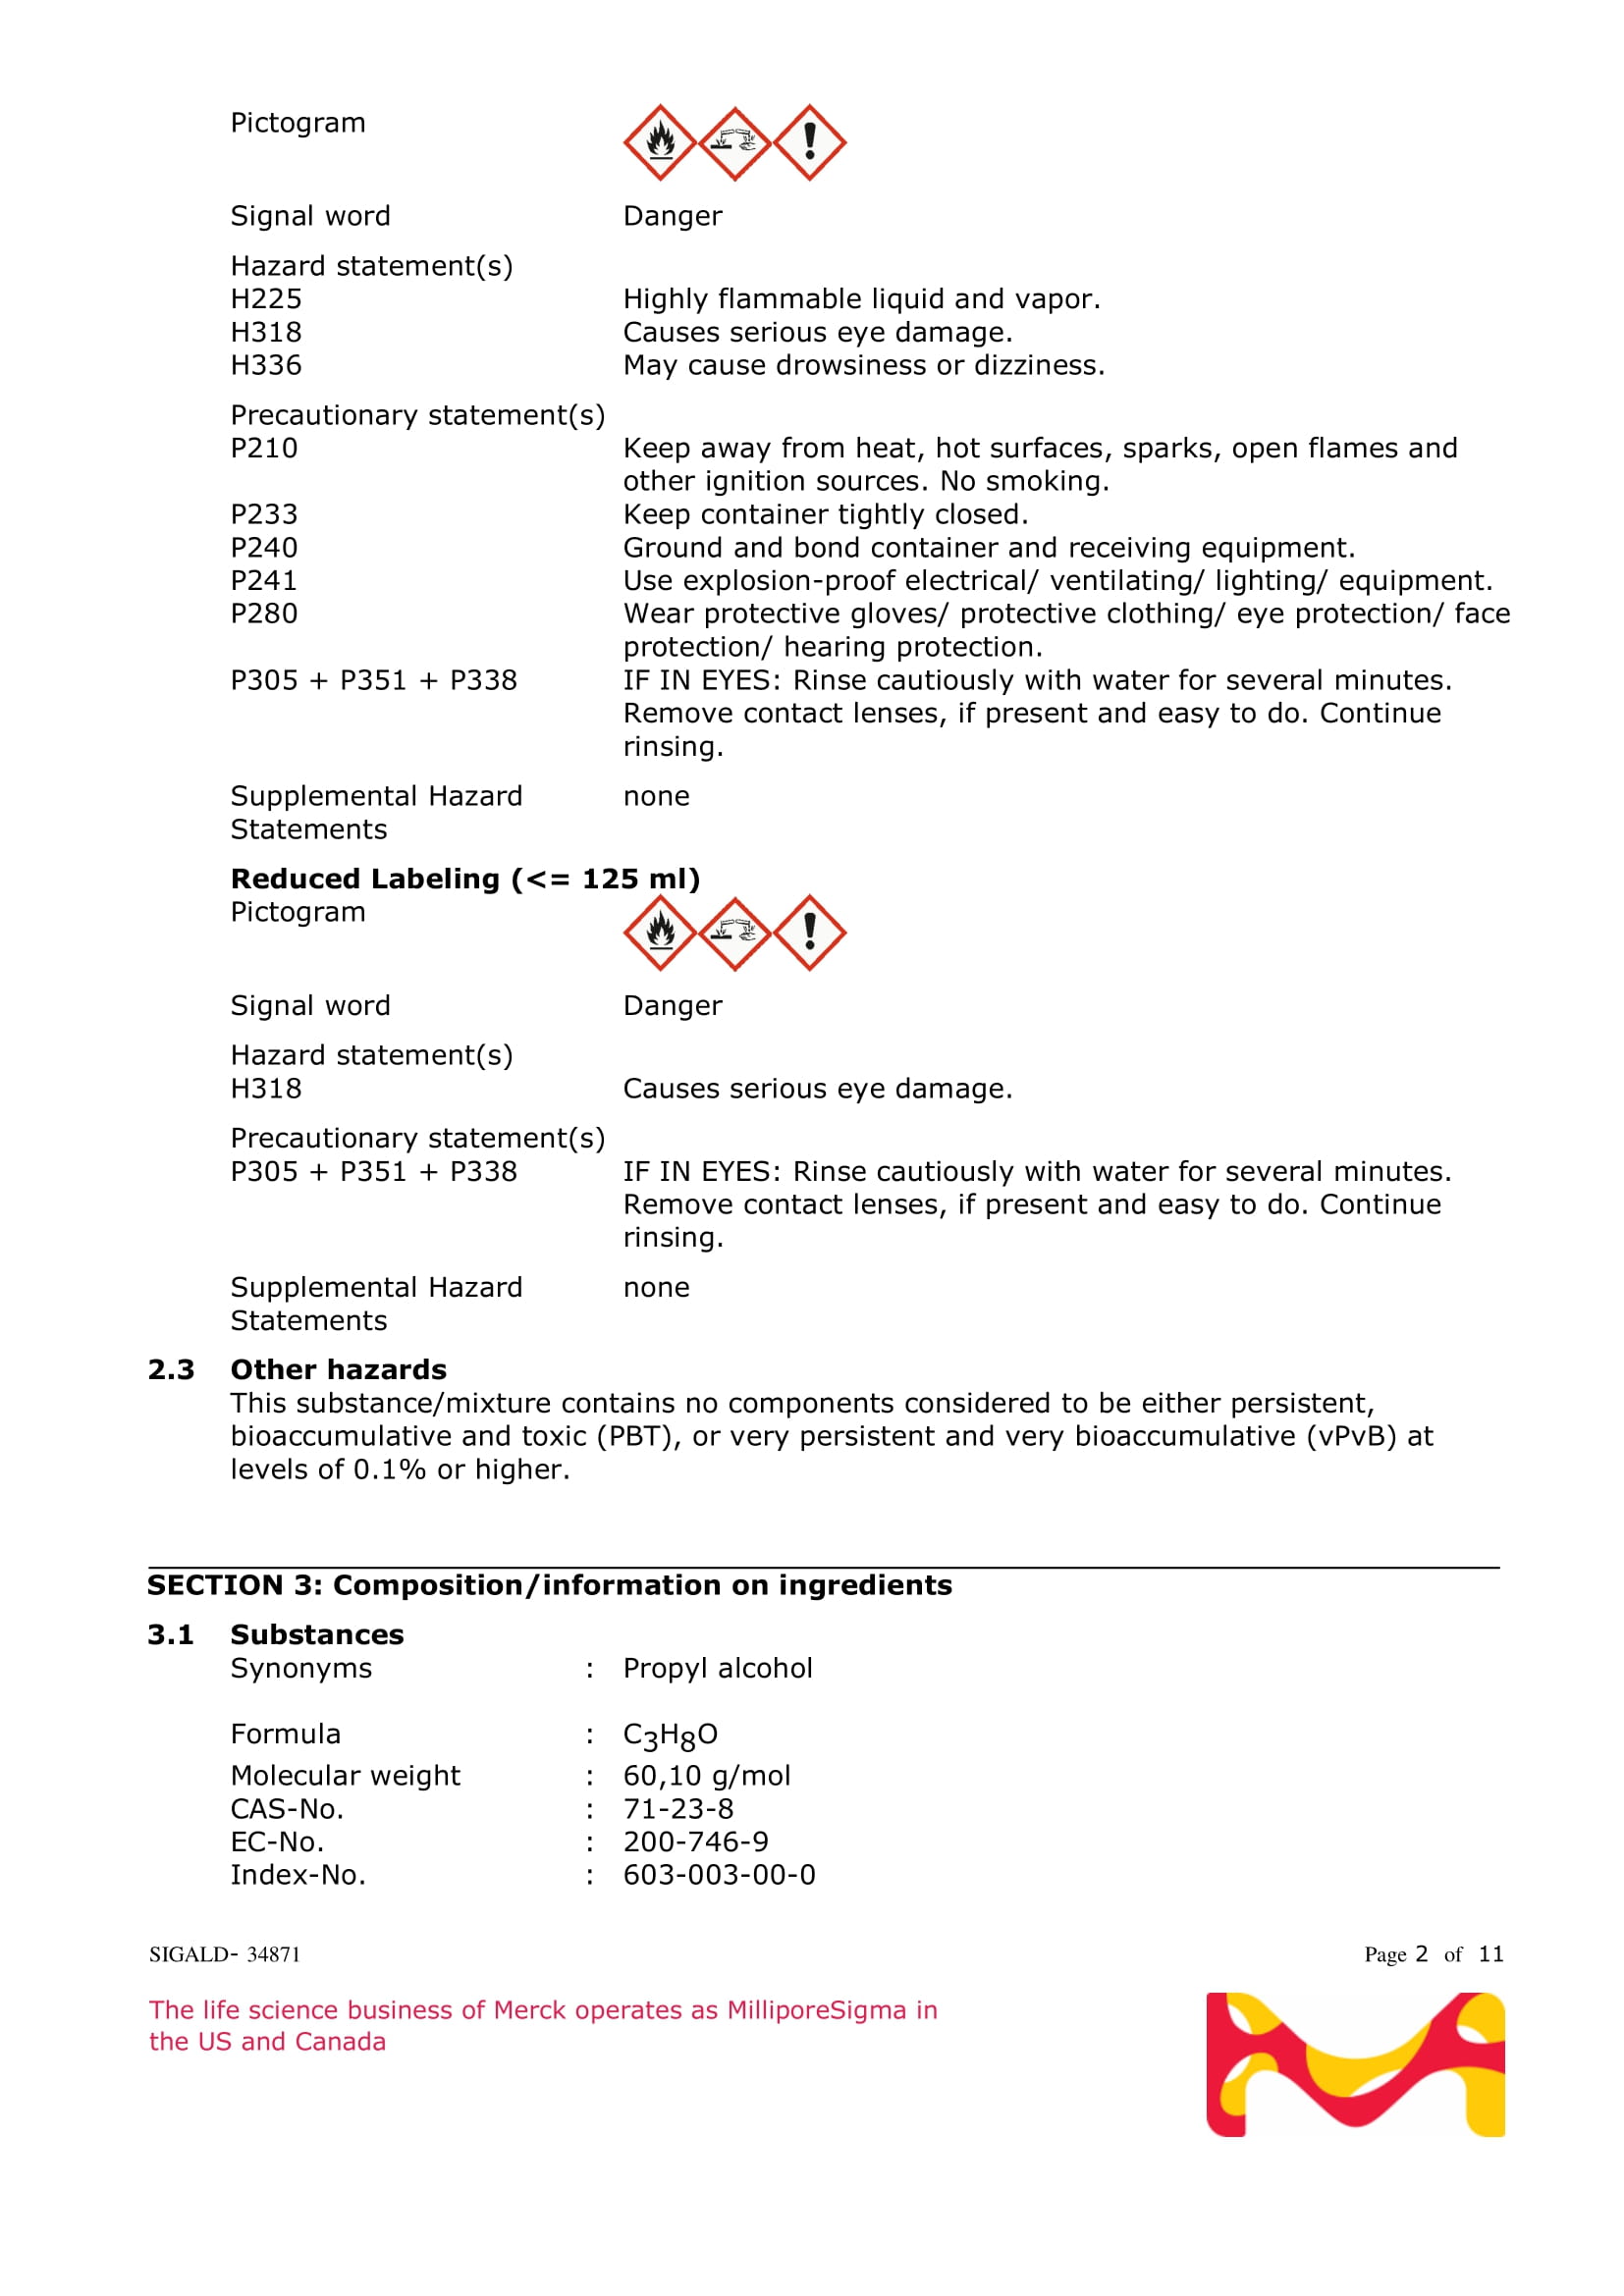 Pictogram
Signal word Danger
Hazard statement(s)
H225 Highly flammable liquid and vapor.
H318 Causes serious eye damage.
H336 May cause drowsiness or dizziness.
Precautionary statement(s)
P210 Keep away from heat, hot surfaces, sparks, open flames and
other ignition sources. No smoking.
P233 Keep container tightly closed.
P240 Ground and bond container and receiving equipment.
P241 Use explosion-proof electrical/ ventilating/ lighting/ equipment.
P280 Wear protective gloves/ protective clothing/ eye protection/ face
protection/ hearing protection.
P305 + P351 + P338 IF IN EYES: Rinse cautiously with water for several minutes.
Remove contact lenses, if present and easy to do. Continue
rinsing.
Supplemental Hazard none
Statements
Reduced Labeling (<= 125 ml)
Pictogram
Signal word Danger
Hazard statement(s)
H318 Causes serious eye damage.
Precautionary statement(s)
P305 + P351 + P338 IF IN EYES: Rinse cautiously with water for several minutes.
Remove contact lenses, if present and easy to do. Continue
rinsing.
Supplemental Hazard none
Statements
2.3 Other hazards
This substance/mixture contains no components considered to be either persistent,
bioaccumulative and toxic (PBT), or very persistent and very bioaccumulative (vPvB) at
levels of 0.1% or higher.
SECTION 3: Composition/information on ingredients
3.1 Substances
Synonyms : Propyl alcohol
Formula : C3H8O
Molecular weight : 60,10 g/mol
CAS-No. : 71-23-8
EC-No. : 200-746-9
Index-No. : 603-003-00-0
SIGALD- 34871 Page 2 of 11
The life science business of Merck operates as MilliporeSigma in
the US and Canada